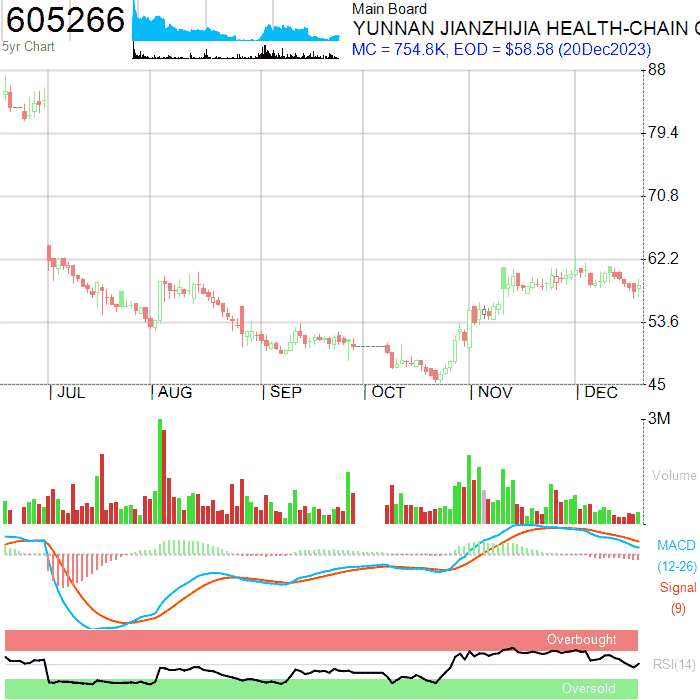 605266
5yr Chart
Main Board
YUNNAN JIANZHIJIA HEALTH-CHAIN C
MC = 754.8K, EOD = $58.58 (20Dec2023)
88
79.4
70.8
62.2
53.6
45
JUL AUG SEP OCT NOV DEC
3M
Volume
MACD
(12-26)
Signal
(9)
Overbought
RSI(14)
Oversold